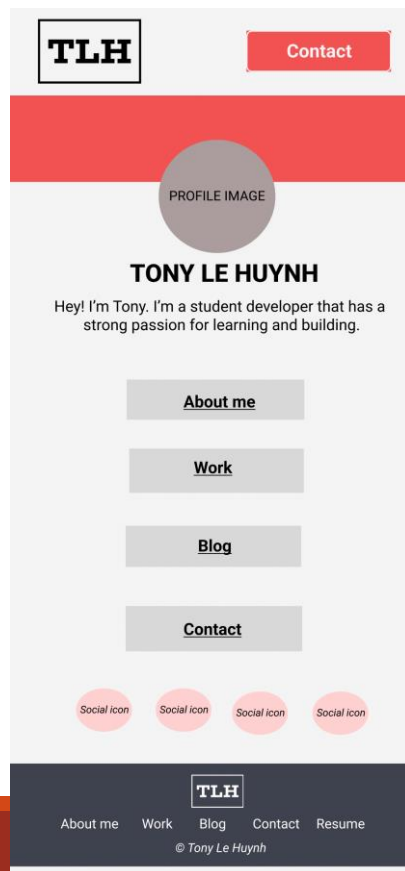 TLH
Contact
PROFILE IMAGE
TONY LE HUYNH
Hey! I'm Tony. I'm a student developer that has a
strong passion for learning and building.
About me
Work
Blog
Contact
Social icon Social icon Social icon Social icon
TLH
About me Work Blog Contact Resume
© Tony Le Huynh